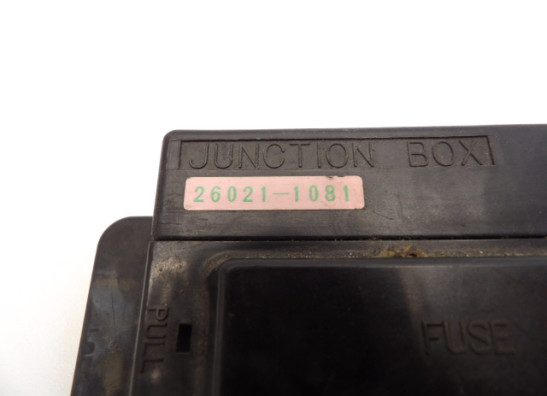 JUNCTION BOX
26021-1081
FUSE
PULL